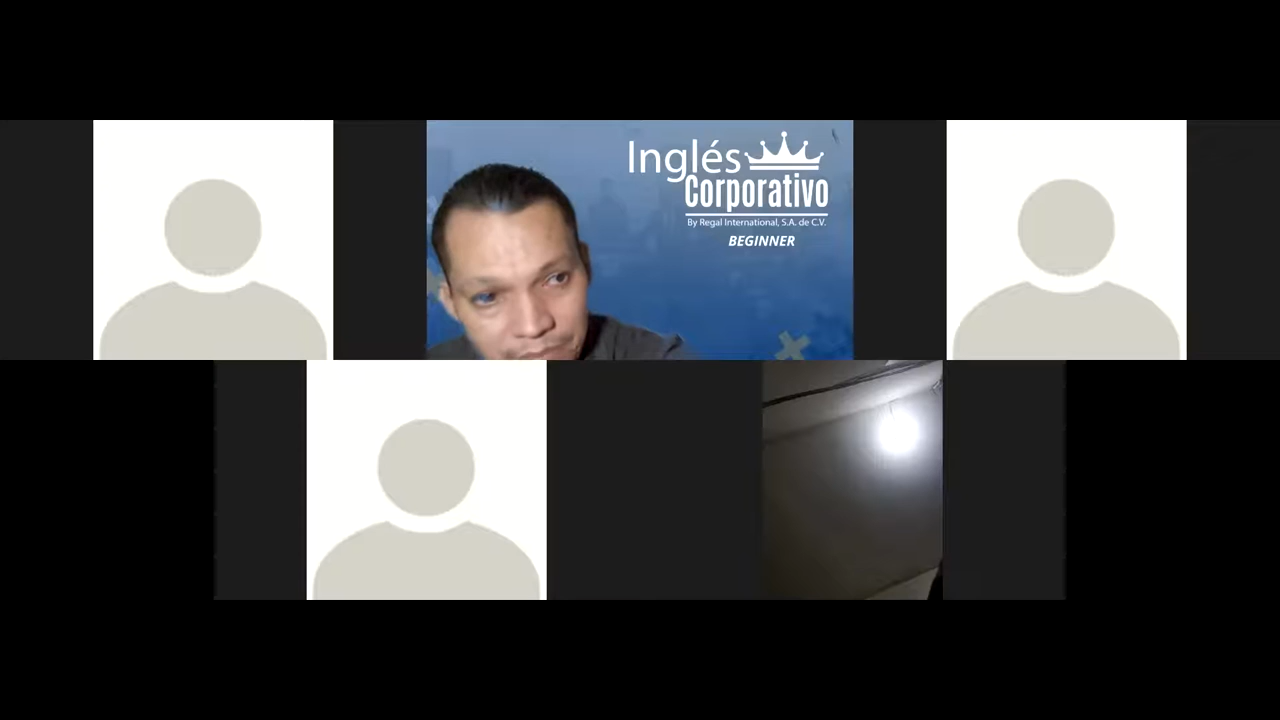 Inglés
Corporativo
By Regal International, S.A. de C.V.
BEGINNER